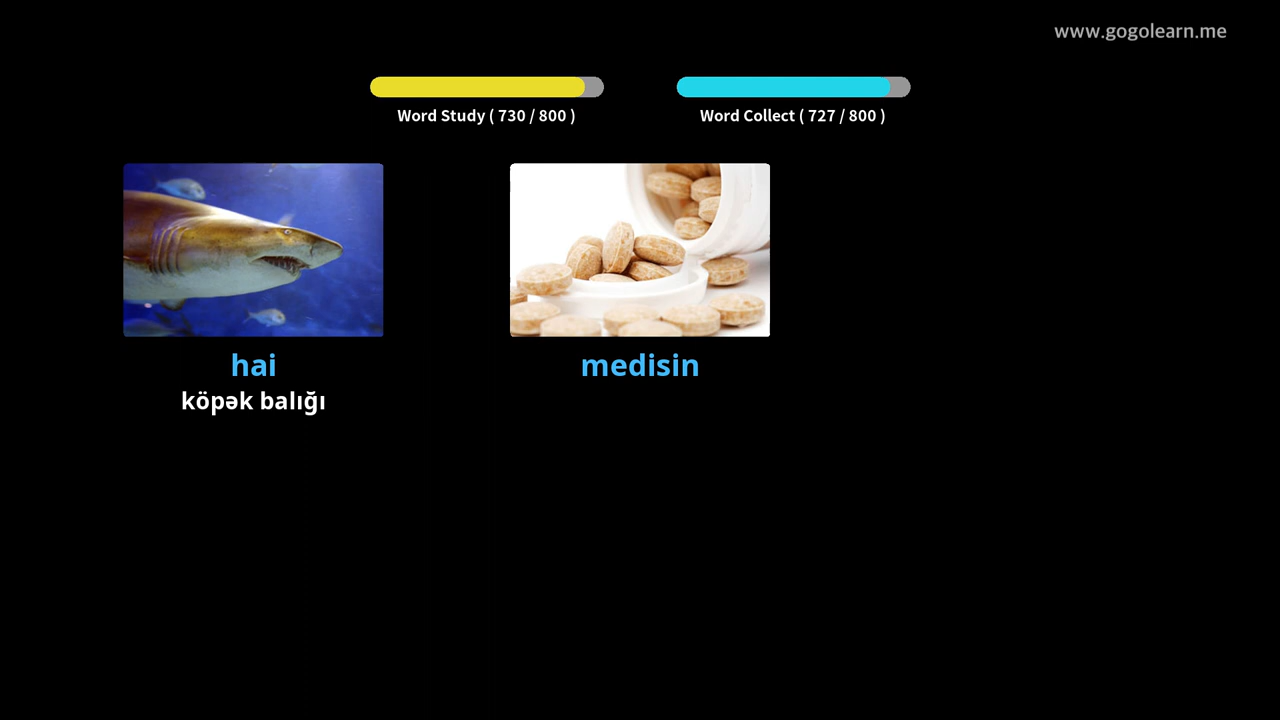 www.gogolearn.me
Word Study ( 730 / 800 )
Word Collect ( 727 / 800 )
hai
köpək balığı
medisin